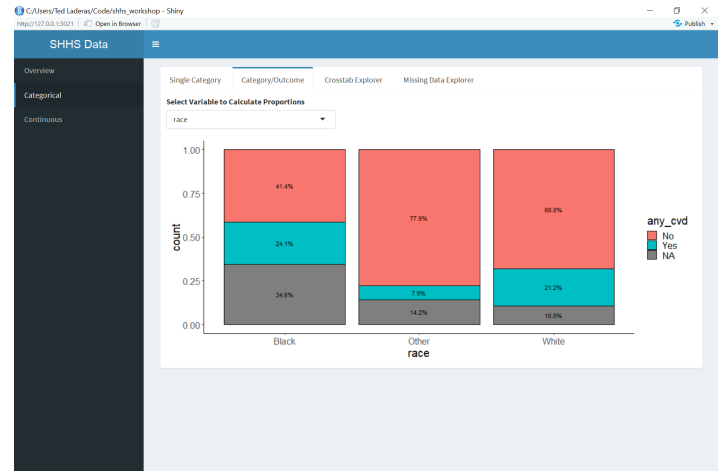 C:/Users/Ted Laderas/Code/shhs_workshop - Shiny
http://127.0.0.1:3021 Open in Browser Publish
SHHS Data
Overview
Categorical
Continuous
Single Category Category/Outcome Crosstab Explorer Missing Data Explorer
Select Variable to Calculate Proportions
race
1.00
0.75
0.50
0.25
0.00
count
41.4%
24.1%
34.6%
77.9%
7.9%
14.2%
68.0%
21.2%
10.8%
Black Other White
race
any_cvd
No
Yes
NA